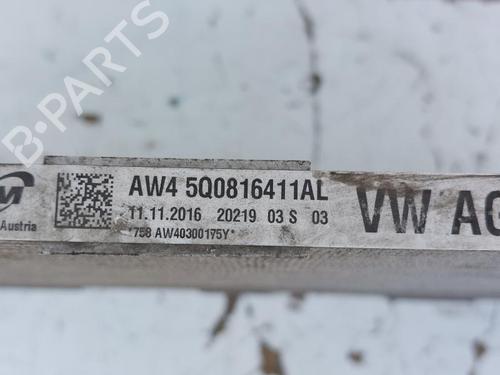 B-PARTS
M
Austria
AW4 5Q0816411AL
11.11.2016 20219 03 S 03
*758 AW40300175Y*
VW AG